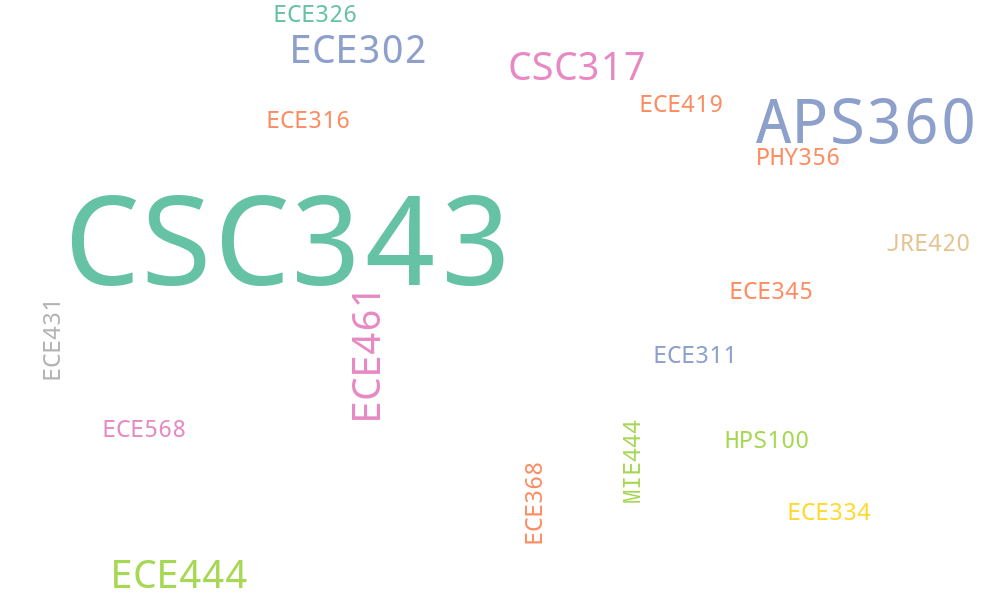 ECE326
ECE302
CSC317
ECE419
APS360
ECE316
PHY356
CSC343
JRE420
ECE345
ECE431
ECE461
ECE311
ECE568
MIE444
HPS100
ECE368
ECE334
ECE444